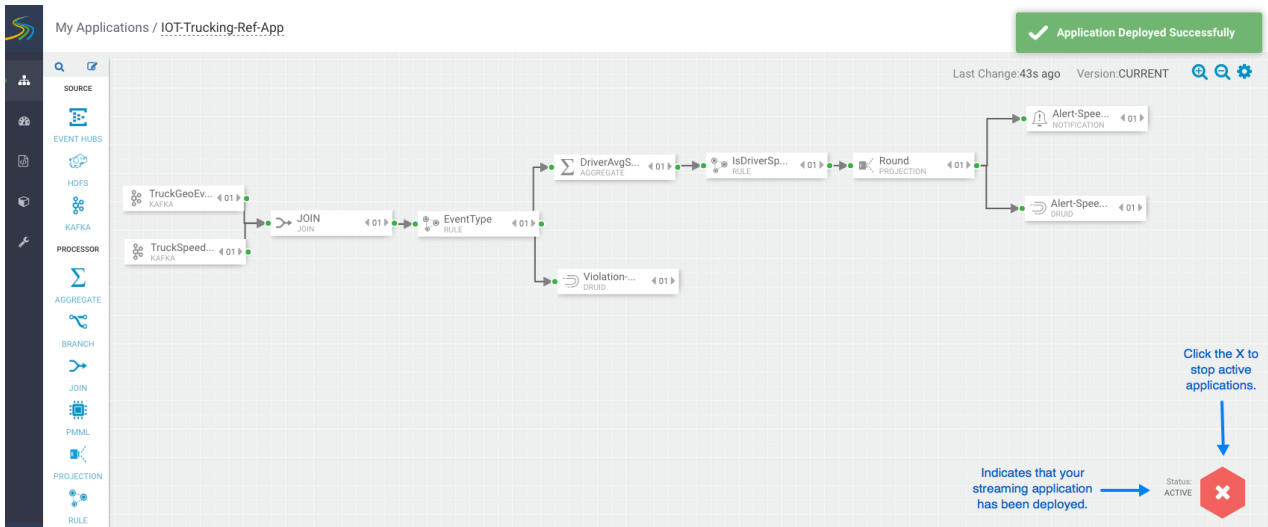 My Applications / IOT-Trucking-Ref-App
Application Deployed Successfully
Last Change:43s ago Version:CURRENT
SOURCE
EVENT HUBS
HDFS
KAFKA
PROCESSOR
AGGREGATE
BRANCH
JOIN
PMML
PROJECTION
RULE
TruckGeoEv... 01
KAFKA
TruckSpeed... 01
KAFKA
JOIN 01
JOIN
EventType 01
RULE
DriverAvgS... 01
AGGREGATE
IsDriverSp... 01
RULE
Round 01
PROJECTION
Alert-Spee... 01
NOTIFICATION
Alert-Spee... 01
DRUID
Violation-... 01
DRUID
Click the X to
stop active
applications.
Indicates that your
streaming application
has been deployed.
Status:
ACTIVE